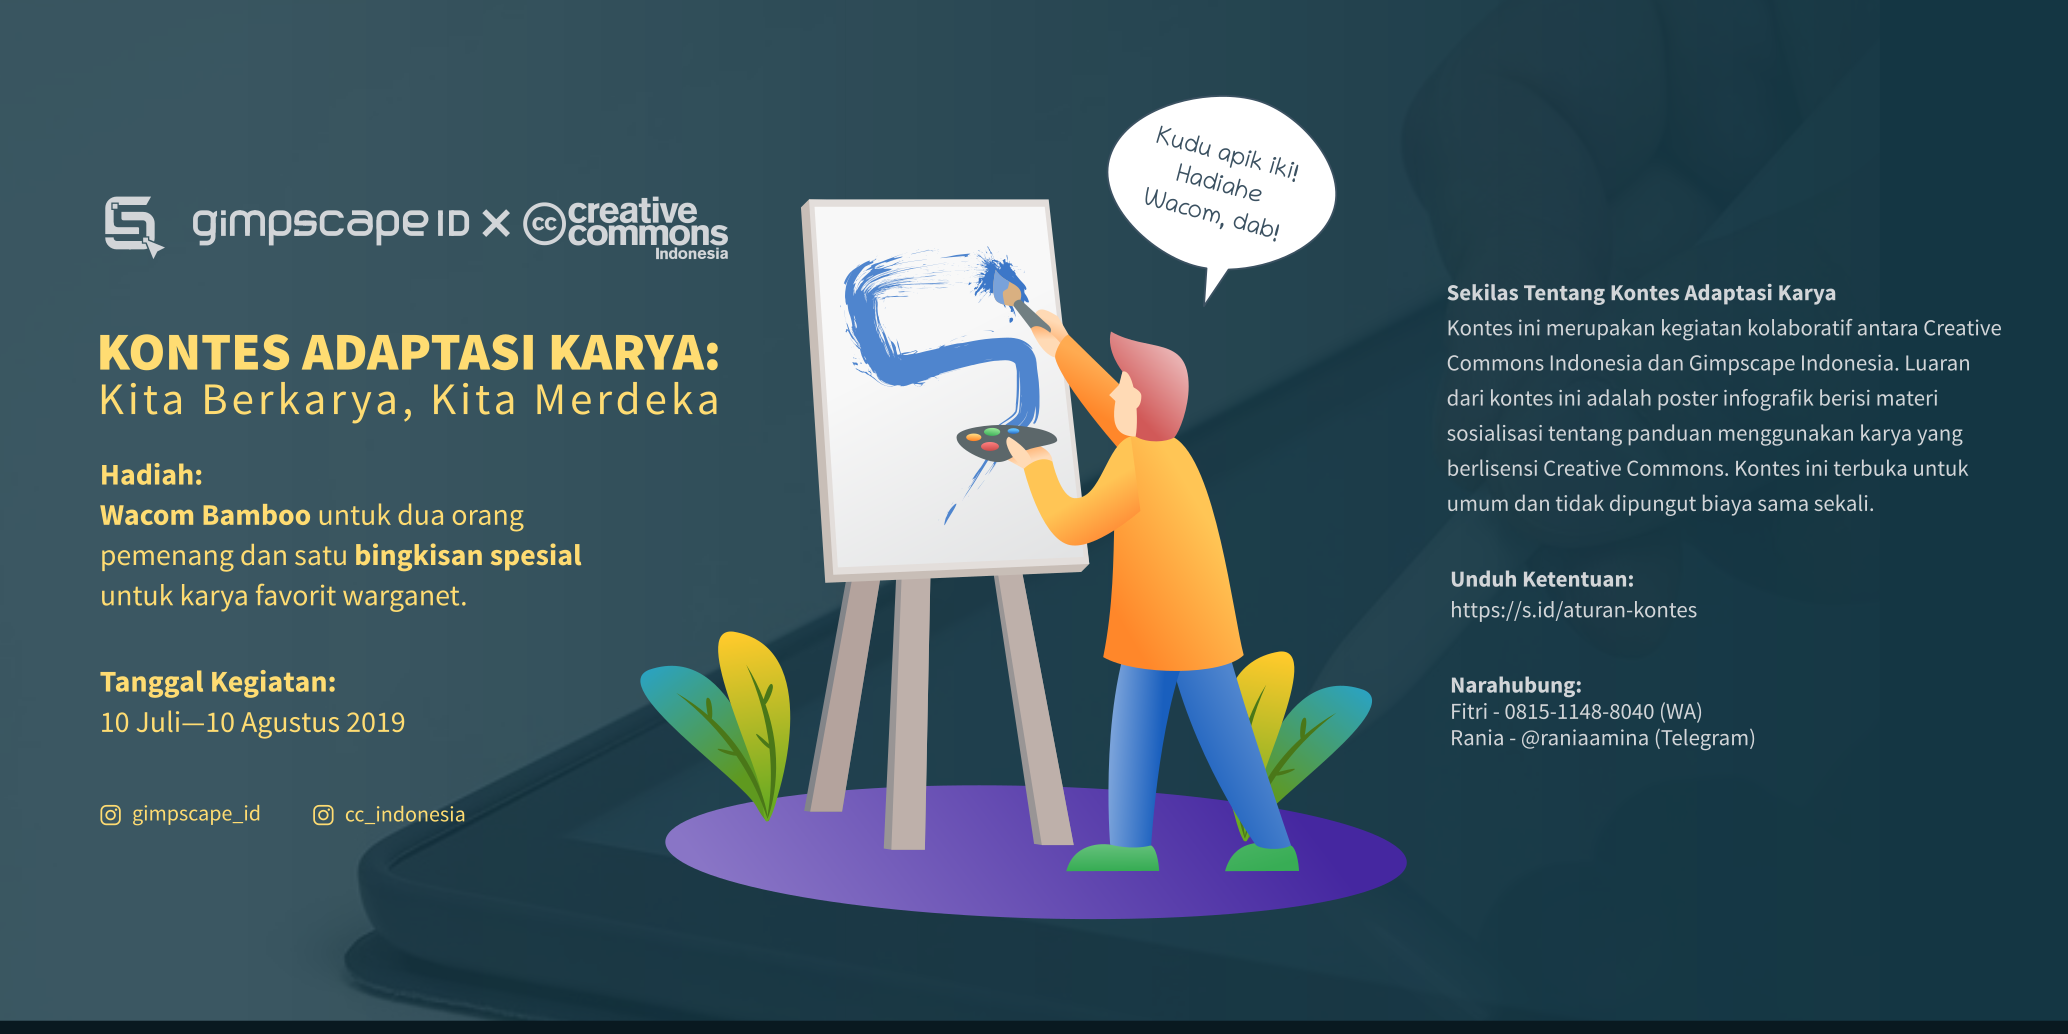 gimpscape ID X cc creative commons Indonesia
KONTES ADAPTASI KARYA:
Kita Berkarya, Kita Merdeka
Hadiah:
Wacom Bamboo untuk dua orang
pemenang dan satu bingkisan spesial
untuk karya favorit warganet.
Tanggal Kegiatan:
10 Juli—10 Agustus 2019
gimpscape_id cc_indonesia
Kudu apik iki!
Hadiahe
Wacom, dab!
Sekilas Tentang Kontes Adaptasi Karya
Kontes ini merupakan kegiatan kolaboratif antara Creative
Commons Indonesia dan Gimpscape Indonesia. Luaran
dari kontes ini adalah poster infografik berisi materi
sosialisasi tentang panduan menggunakan karya yang
berlisensi Creative Commons. Kontes ini terbuka untuk
umum dan tidak dipungut biaya sama sekali.
Unduh Ketentuan:
https://s.id/aturan-kontes
Narahubung:
Fitri - 0815-1148-8040 (WA)
Rania - @raniaamina (Telegram)